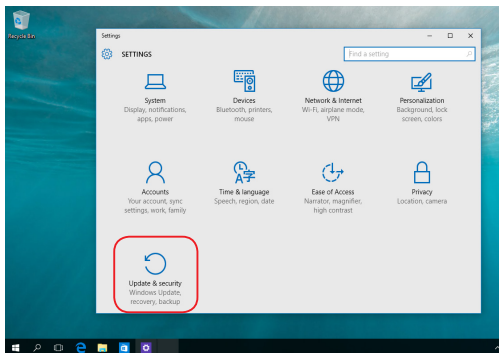 Recycle Bin
Settings
SETTINGS
Find a setting
System
Display, notifications,
apps, power
Devices
Bluetooth, printers,
mouse
Network & Internet
Wi-Fi, airplane mode,
VPN
Personalization
Background, lock
screen, colors
Accounts
Your account, sync
settings, work, family
Time & language
Speech, region, date
Ease of Access
Narrator, magnifier,
high contrast
Privacy
Location, camera
Update & security
Windows Update,
recovery, backup